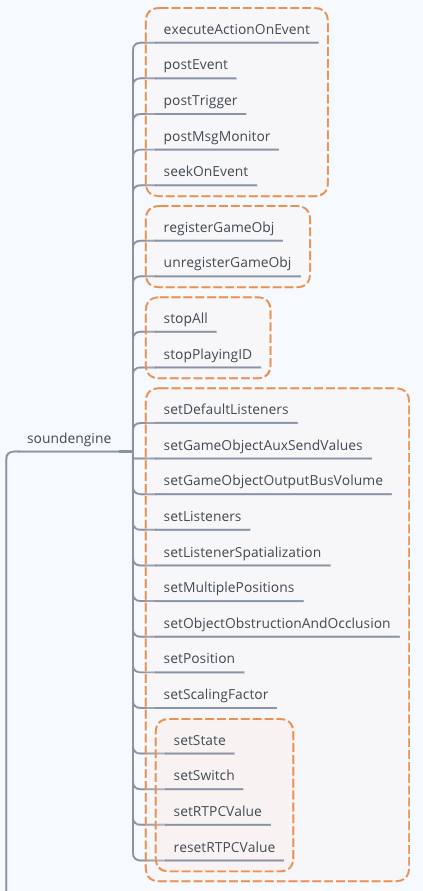 executeActionOnEvent
postEvent
postTrigger
postMsgMonitor
seekOnEvent
registerGameObj
unregisterGameObj
stopAll
stopPlayingID
setDefaultListeners
soundengine
setGameObjectAuxSendValues
setGameObjectOutputBusVolume
setListeners
setListenerSpatialization
setMultiplePositions
setObjectObstructionAndOcclusion
setPosition
setScalingFactor
setState
setSwitch
setRTPCValue
resetRTPCValue